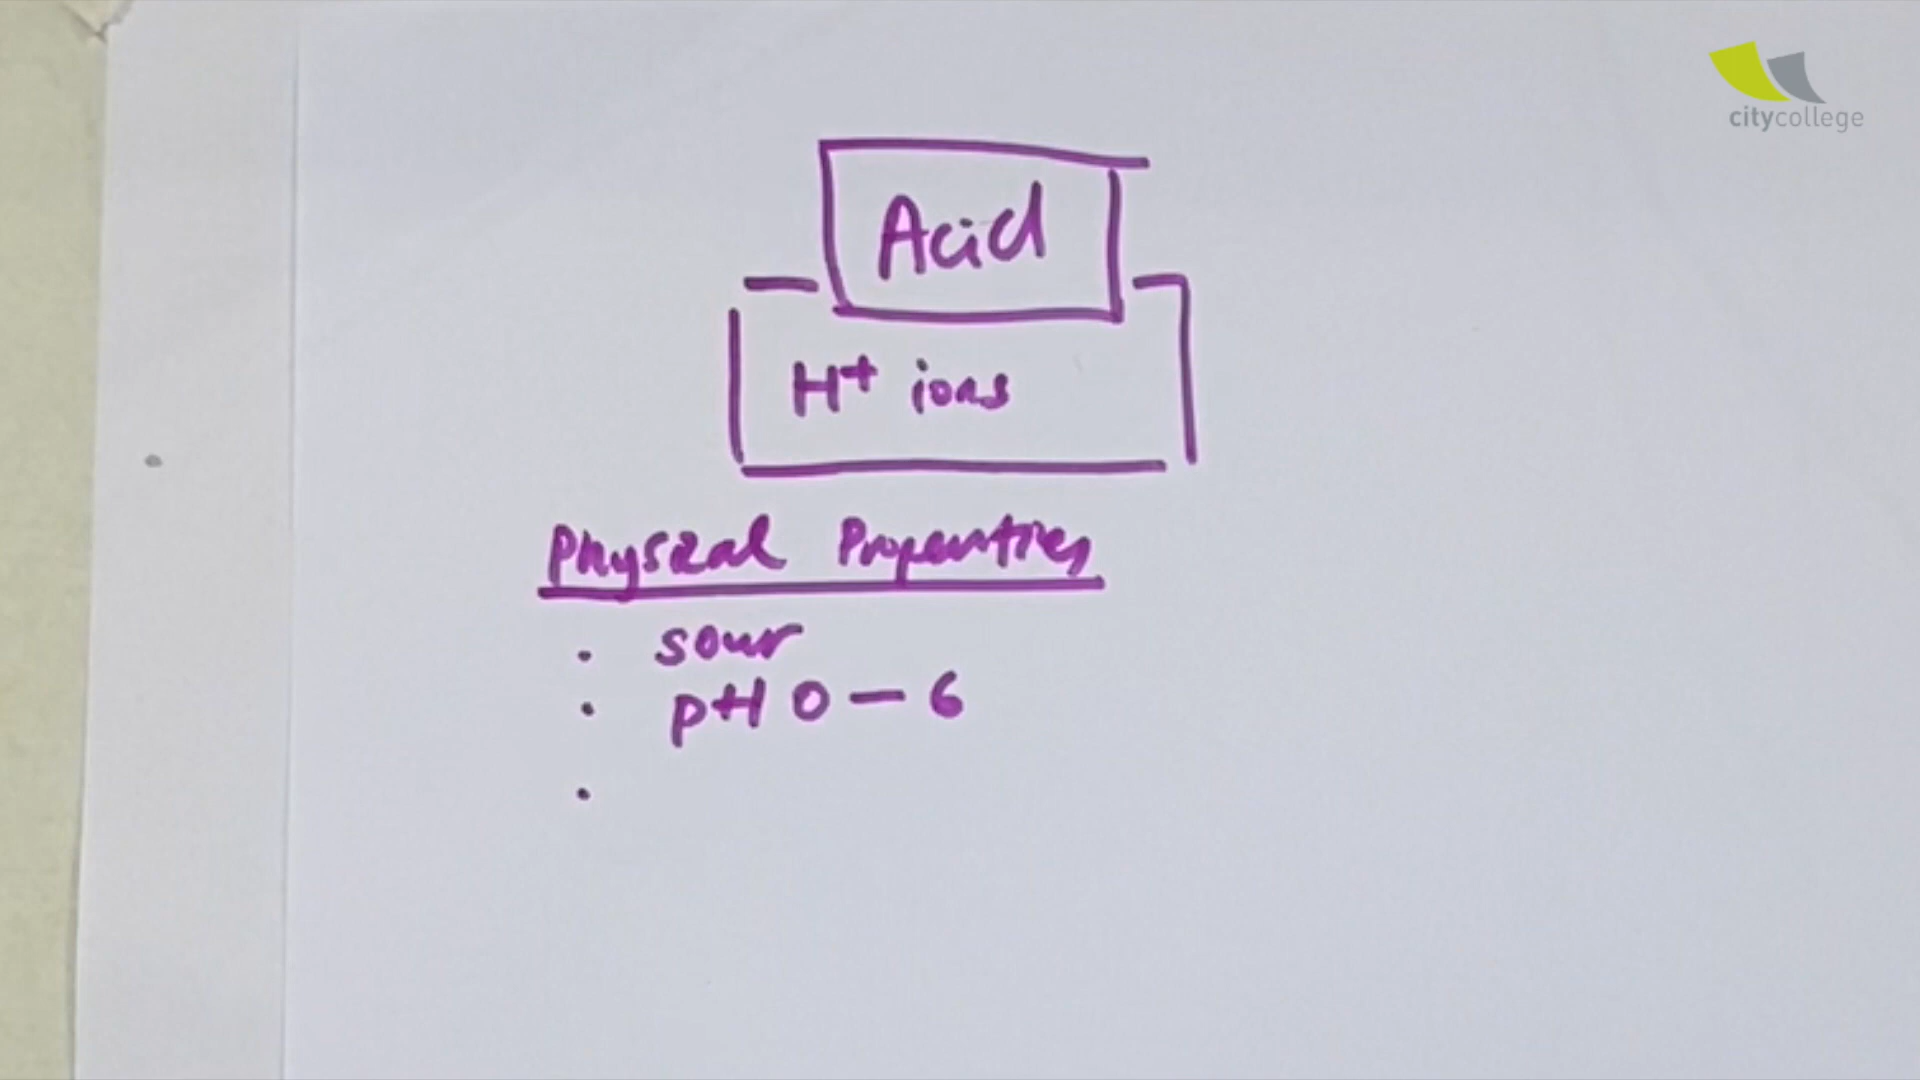 citycollege
Acid
H+ ions
Physical Properties
• sour
• pH 0 — 6
•